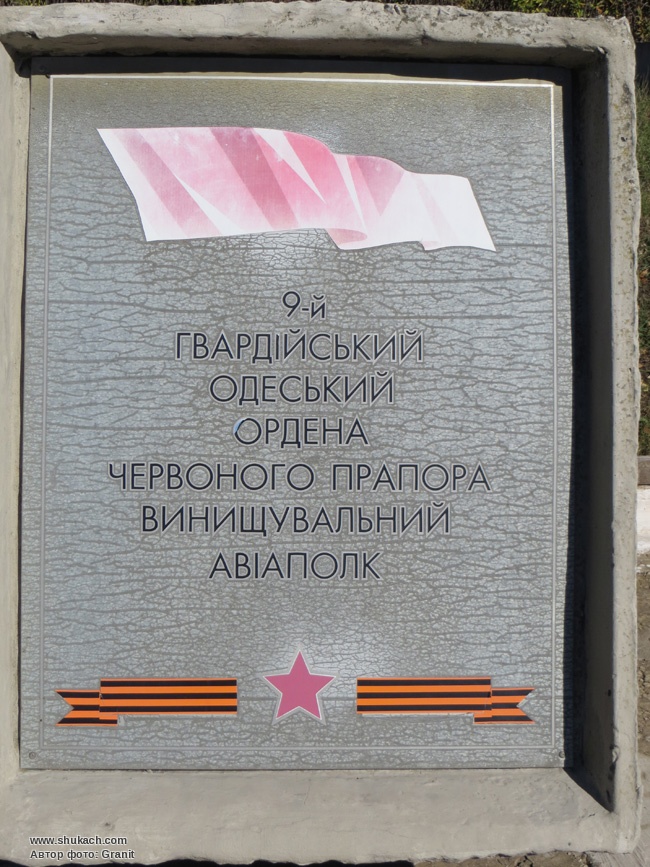 9-й
ГВАРДІЙСЬКИЙ
ОДЕСЬКИЙ
ОРДЕНА
ЧЕРВОНОГО ПРАПОРА
ВИНИЩУВАЛЬНИЙ
АВІАПОЛК
www.shukach.com
Автор фото: Granit